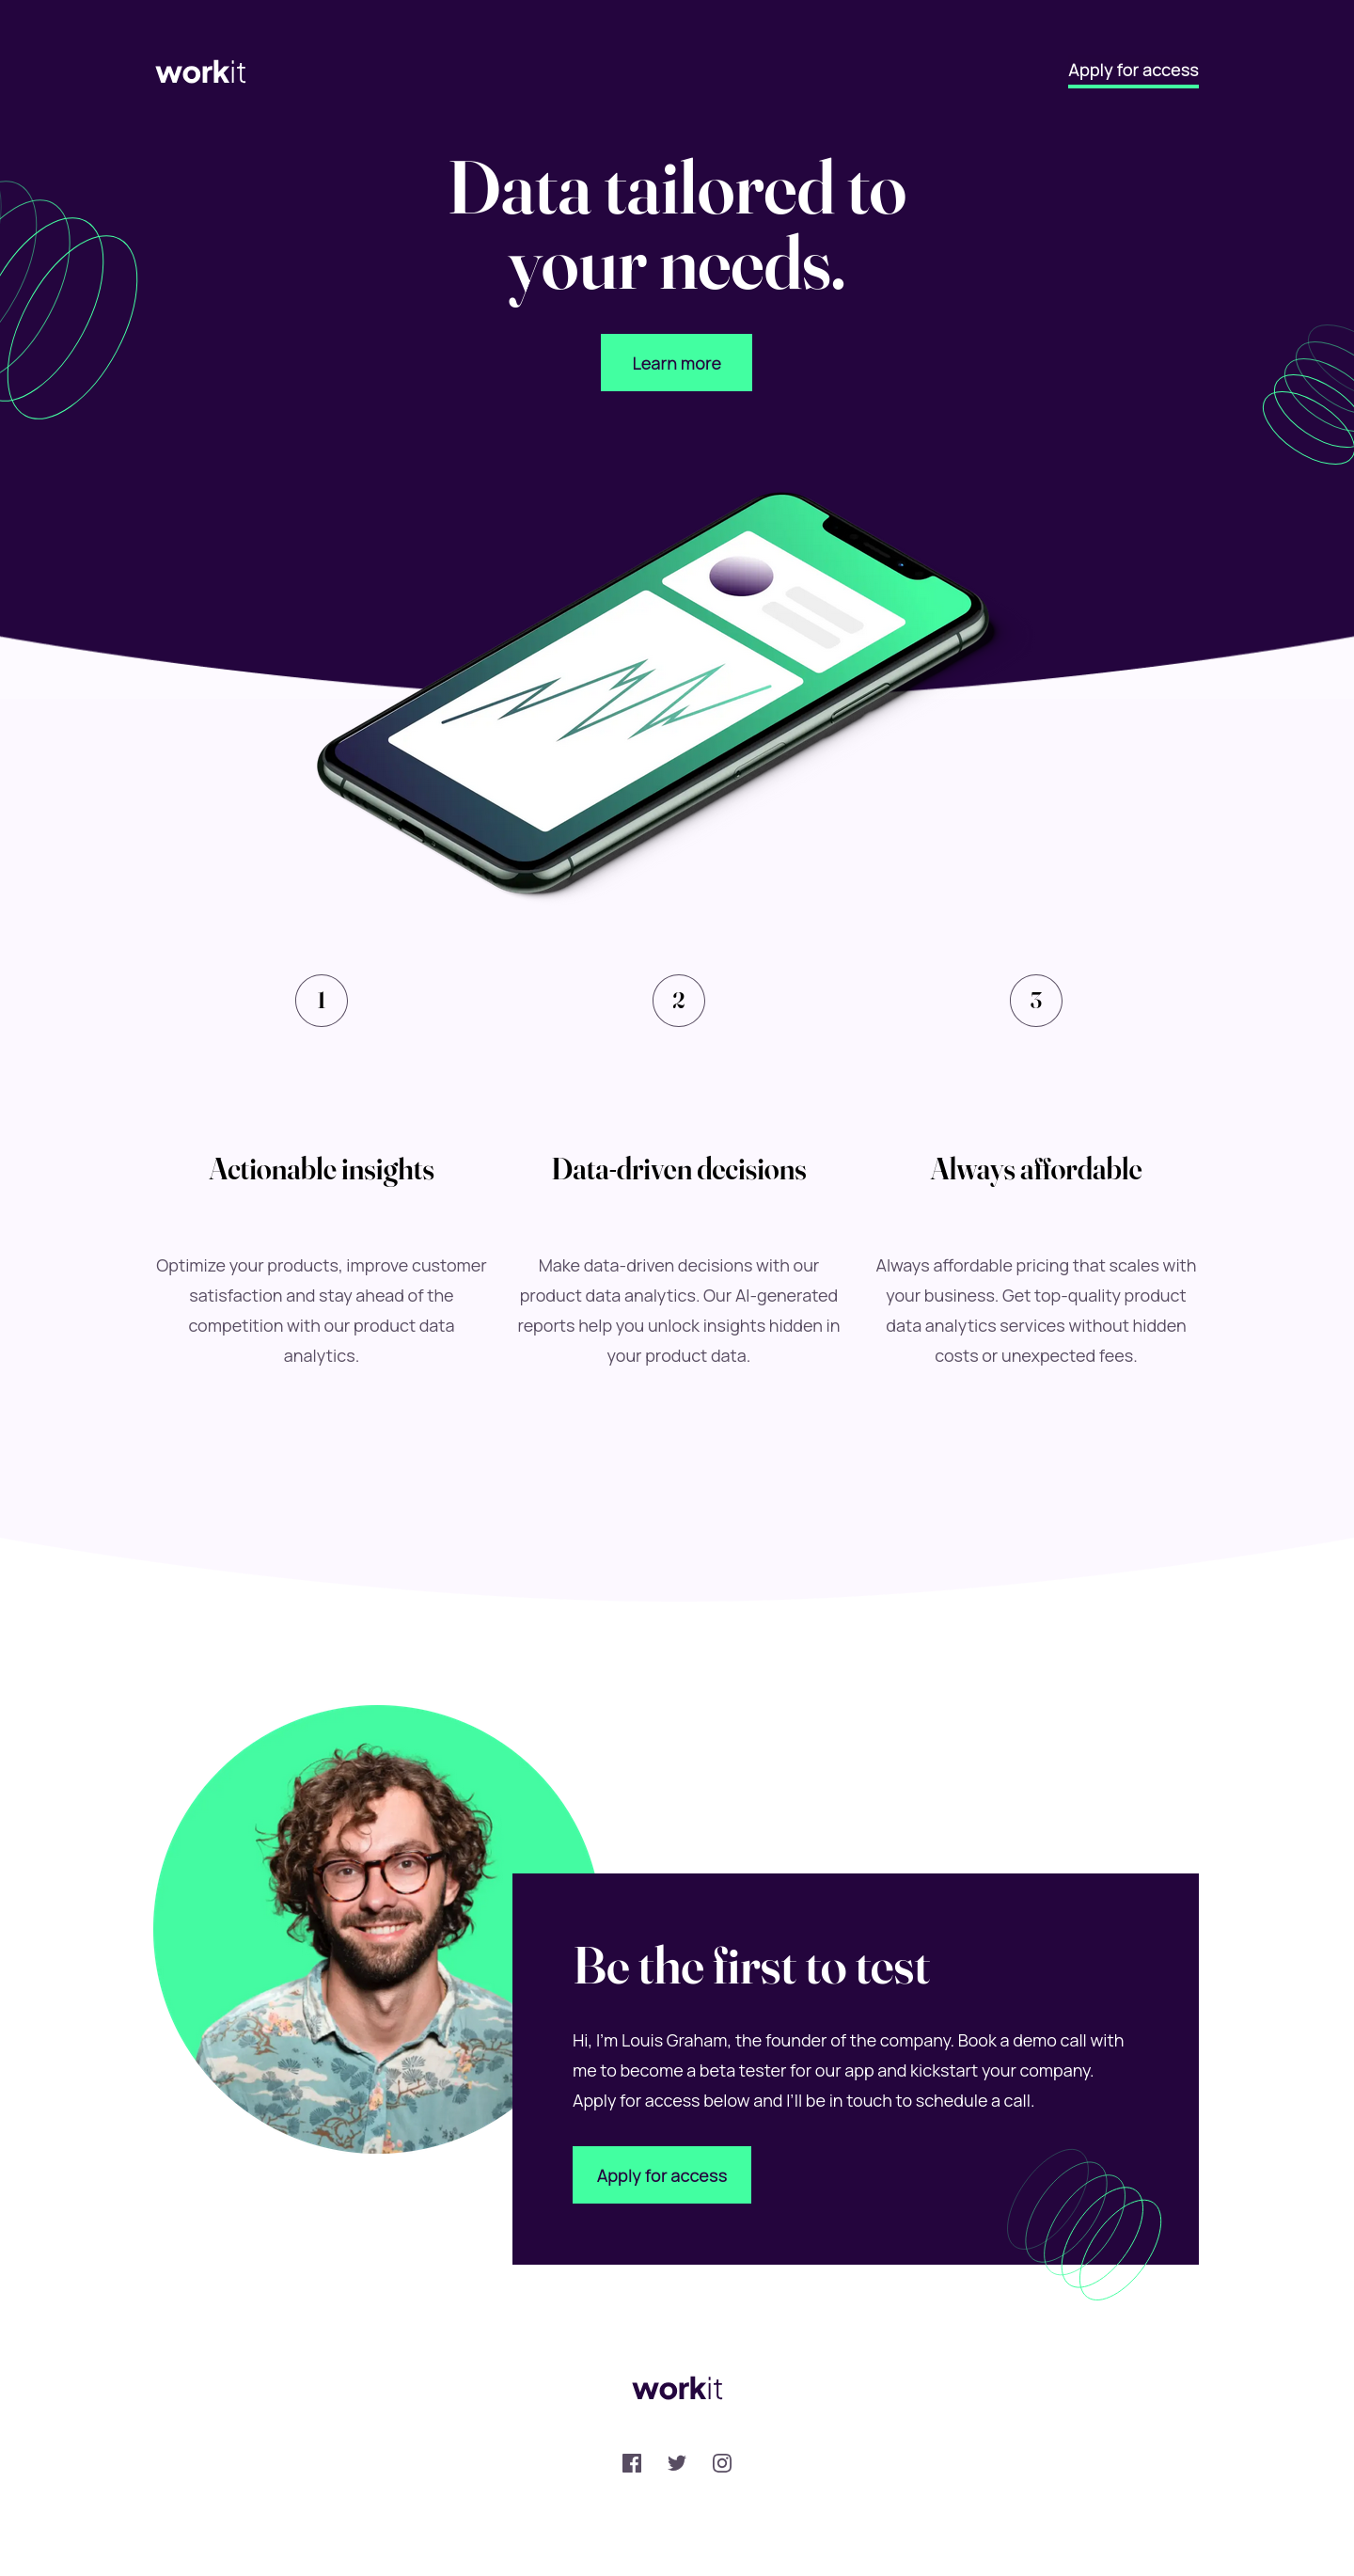 workit
Apply for access
Data tailored to
your needs.
Learn more
1
2
3
Actionable insights
Data-driven decisions
Always affordable
Optimize your products, improve customer
satisfaction and stay ahead of the
competition with our product data
analytics.
Make data-driven decisions with our
product data analytics. Our AI-generated
reports help you unlock insights hidden in
your product data.
Always affordable pricing that scales with
your business. Get top-quality product
data analytics services without hidden
costs or unexpected fees.
Be the first to test
Hi, I'm Louis Graham, the founder of the company. Book a demo call with
me to become a beta tester for our app and kickstart your company.
Apply for access below and I'll be in touch to schedule a call.
Apply for access
workit